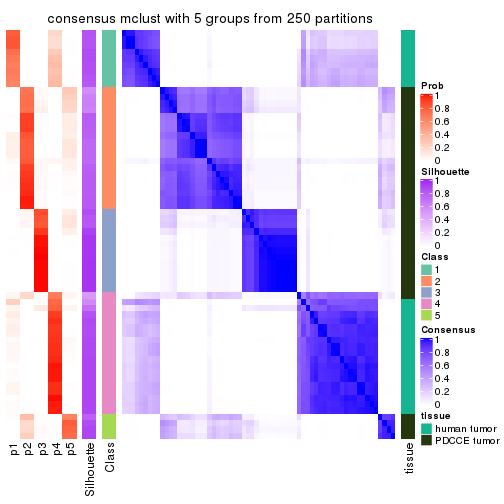 consensus mclust with 5 groups from 250 partitions
Prob
1
0.8
0.6
0.4
0.2
0
Silhouette
1
0.8
0.6
0.4
0.2
0
Class
1
2
3
4
5
Consensus
1
0.8
0.6
0.4
0.2
0
tissue
human tumor
PDCCE tumor
p1
p2
p3
p4
p5
Silhouette
Class
tissue